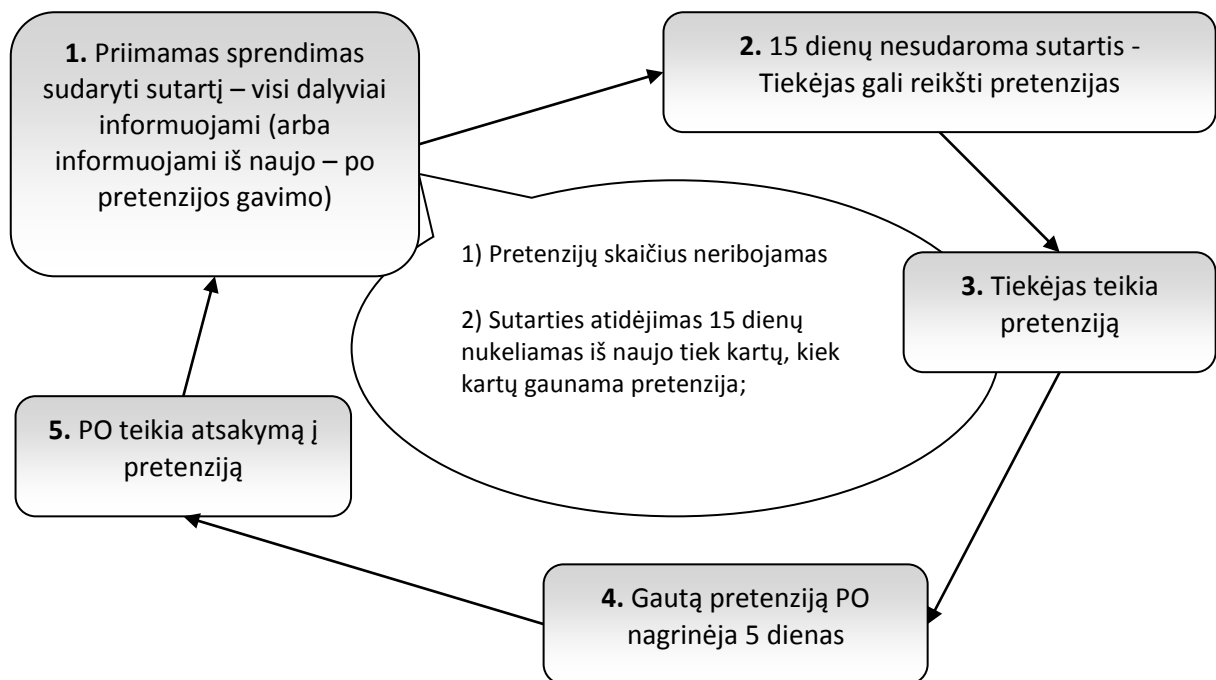 1. Priimamas sprendimas
sudaryti sutartį – visi dalyviai
informuojami (arba
informuojami iš naujo – po
pretenzijos gavimo)
2. 15 dienų nesudaroma sutartis -
Tiekėjas gali reikšti pretenzijas
1) Pretenzijų skaičius neribojamas
2) Sutarties atidėjimas 15 dienų
nukeliamas iš naujo tiek kartų, kiek
kartų gaunama pretenzija;
3. Tiekėjas teikia
pretenziją
5. PO teikia atsakymą į
pretenziją
4. Gautą pretenziją PO
nagrinėja 5 dienas